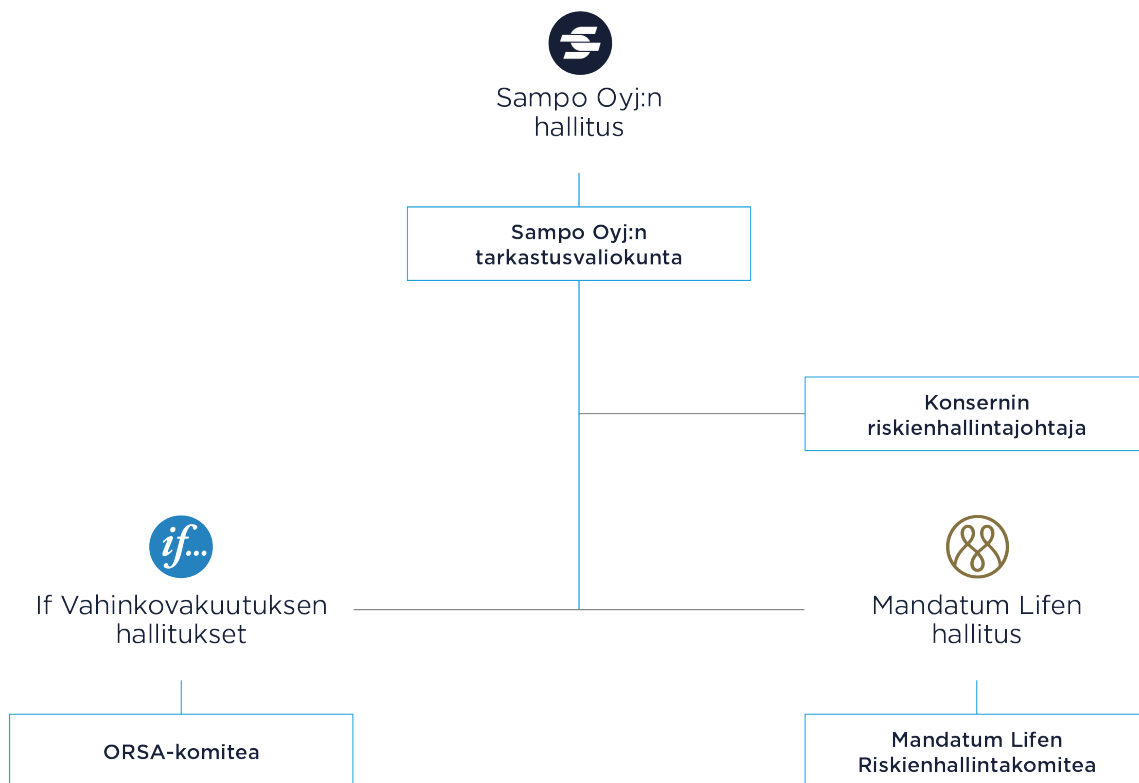 Sampo Oyj:n
hallitus
Sampo Oyj:n
tarkastusvaliokunta
Konsernin
riskienhallintajohtaja
if...
If Vahinkovakuutuksen
hallitukset
Mandatum Lifen
hallitus
ORSA-komitea
Mandatum Lifen
Riskienhallintakomitea